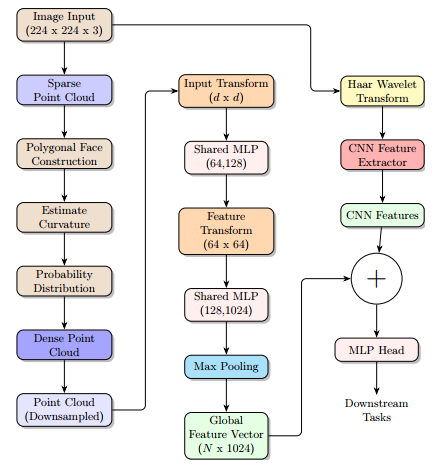 Image Input
(224 x 224 x 3)
Sparse
Point Cloud
Polygonal Face
Construction
Estimate
Curvature
Probability
Distribution
Dense Point
Cloud
Point Cloud
(Downsampled)
Input Transform
(d x d)
Shared MLP
(64,128)
Feature
Transform
(64 x 64)
Shared MLP
(128,1024)
Max Pooling
Global
Feature Vector
(N x 1024)
Haar Wavelet
Transform
CNN Feature
Extractor
CNN Features
+
MLP Head
Downstream
Tasks